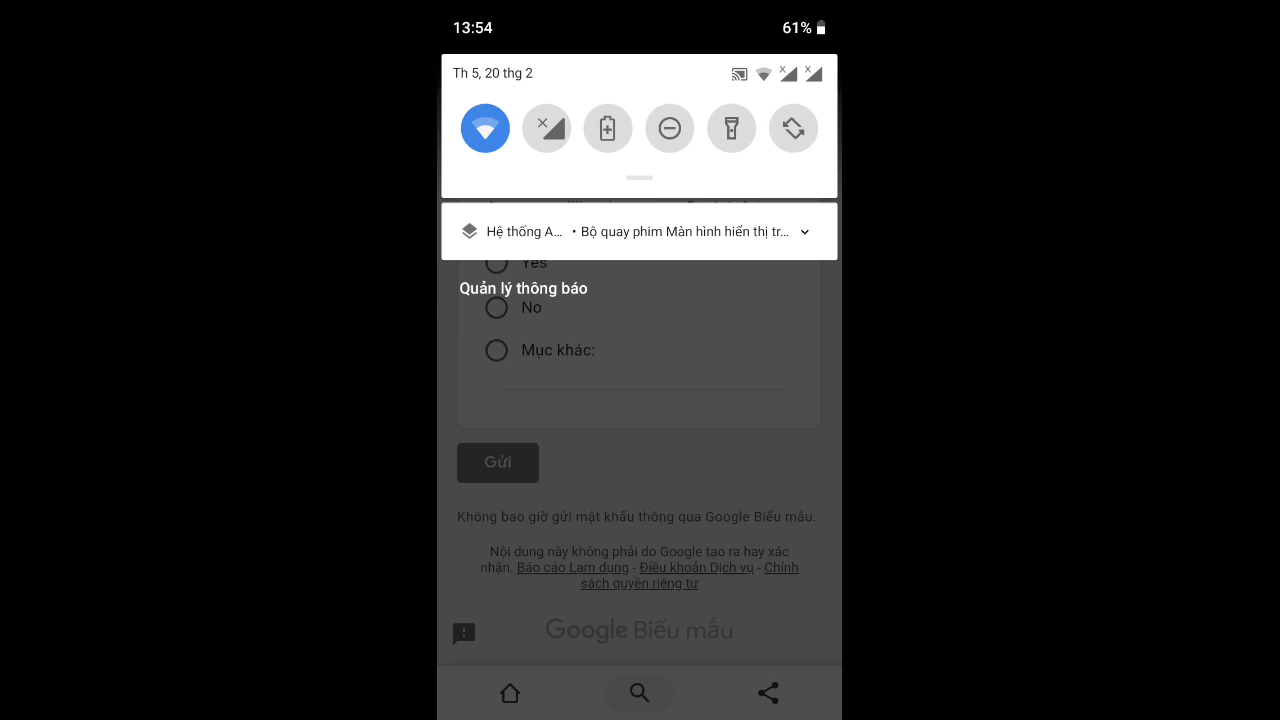 13:54
61%
Th 5, 20 thg 2
Hệ thống A... • Bộ quay phim Màn hình hiển thị tr...
Yes
Quản lý thông báo
No
Mục khác:
Gửi
Không bao giờ gửi mật khẩu thông qua Google Biểu mẫu.
Nội dung này không phải do Google tạo ra hay xác
nhận. Báo cáo Lạm dụng - Điều khoản Dịch vụ - Chính
sách quyền riêng tư
Google Biểu mẫu